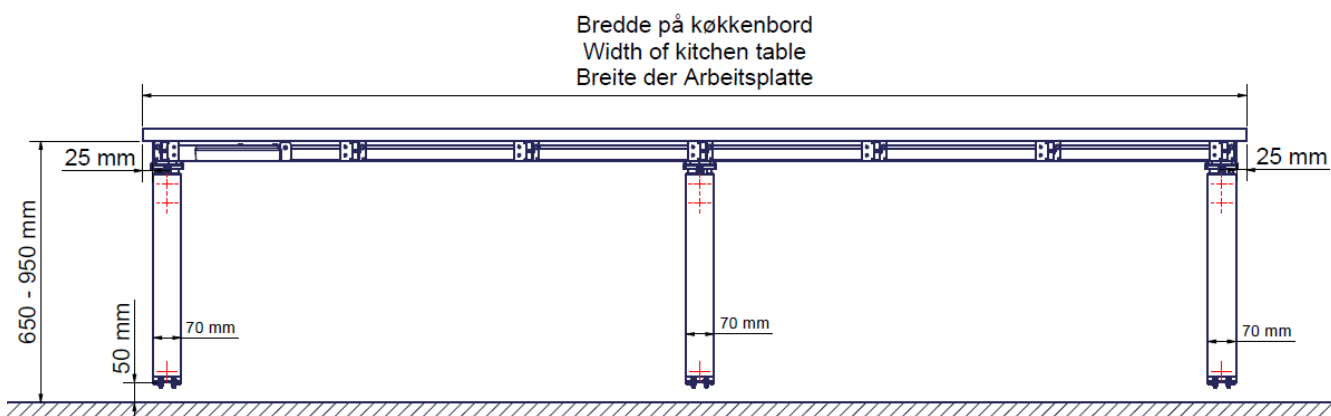 Bredde på køkkenbord
Width of kitchen table
Breite der Arbeitsplatte
25 mm
25 mm
650 - 950 mm
50 mm
70 mm
70 mm
70 mm